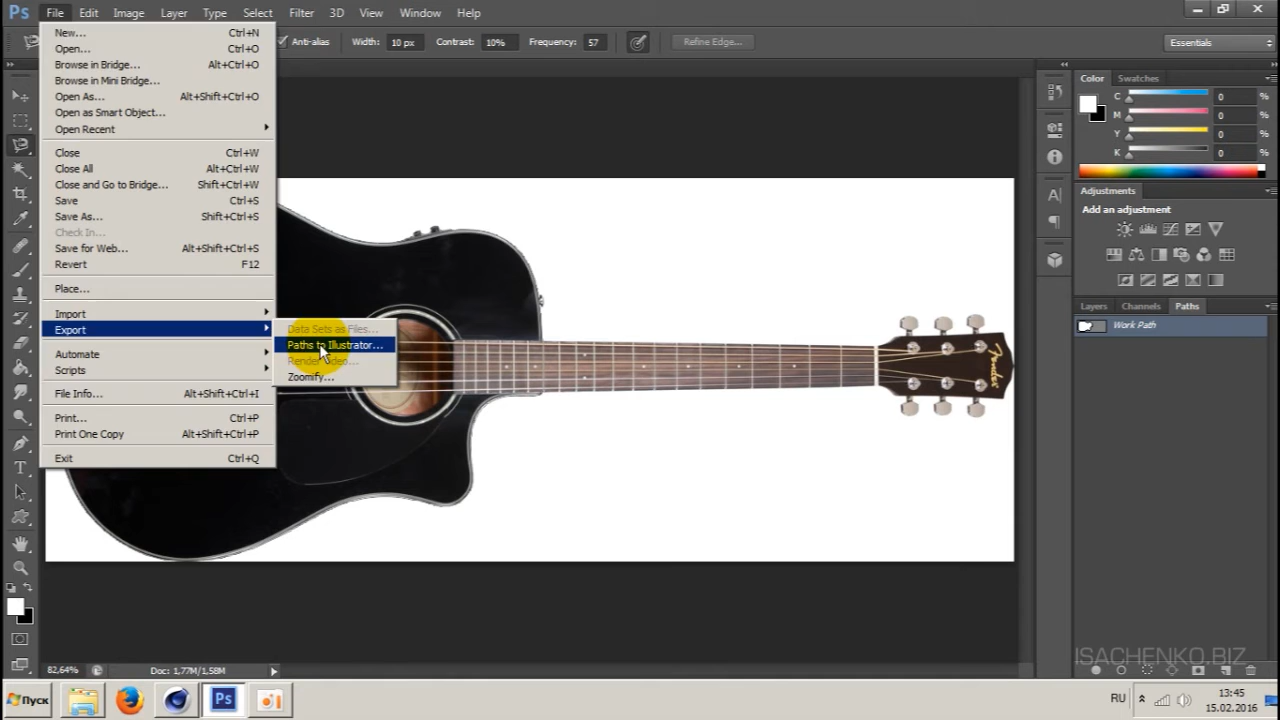 Ps File Edit Image Layer Type Select Filter 3D View Window Help
Anti-alias Width: 10 px Contrast: 10% Frequency: 57 Refine Edge... Essentials
New... Ctrl+N
Open... Ctrl+O
Browse in Bridge... Alt+Ctrl+O
Browse in Mini Bridge...
Open As... Alt+Shift+Ctrl+O
Open as Smart Object...
Open Recent
Close Ctrl+W
Close All Alt+Ctrl+W
Close and Go to Bridge... Shift+Ctrl+W
Save Ctrl+S
Save As... Shift+Ctrl+S
Check In...
Save for Web... Alt+Shift+Ctrl+S
Revert F12
Place...
Import
Export
Automate
Scripts
File Info... Alt+Shift+Ctrl+I
Print... Ctrl+P
Print One Copy Alt+Shift+Ctrl+P
Exit Ctrl+Q
Data Sets as Files...
Paths to Illustrator...
Render Video...
Zoomify...
Fender
Color Swatches
C 0 %
M 0 %
Y 0 %
K 0 %
Adjustments
Add an adjustment
Layers Channels Paths
Work Path
82,64% Doc: 1,77M/1,58M
ISACHENKO.BIZ
Пуск Ps RU 13:45
15.02.2016